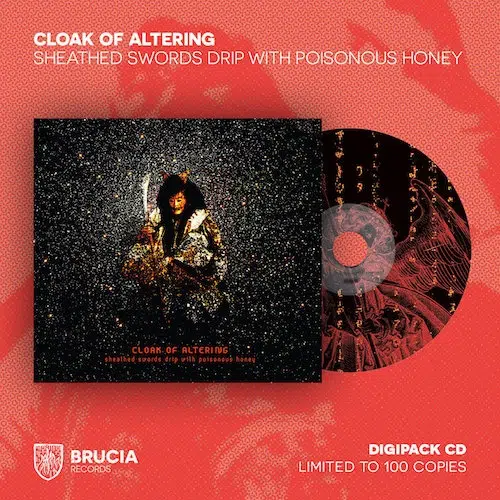 CLOAK OF ALTERING
SHEATHED SWORDS DRIP WITH POISONOUS HONEY
CLOAK OF ALTERING
sheathed swords drip with poisonous honey
BRUCIA
RECORDS
DIGIPACK CD
LIMITED TO 100 COPIES